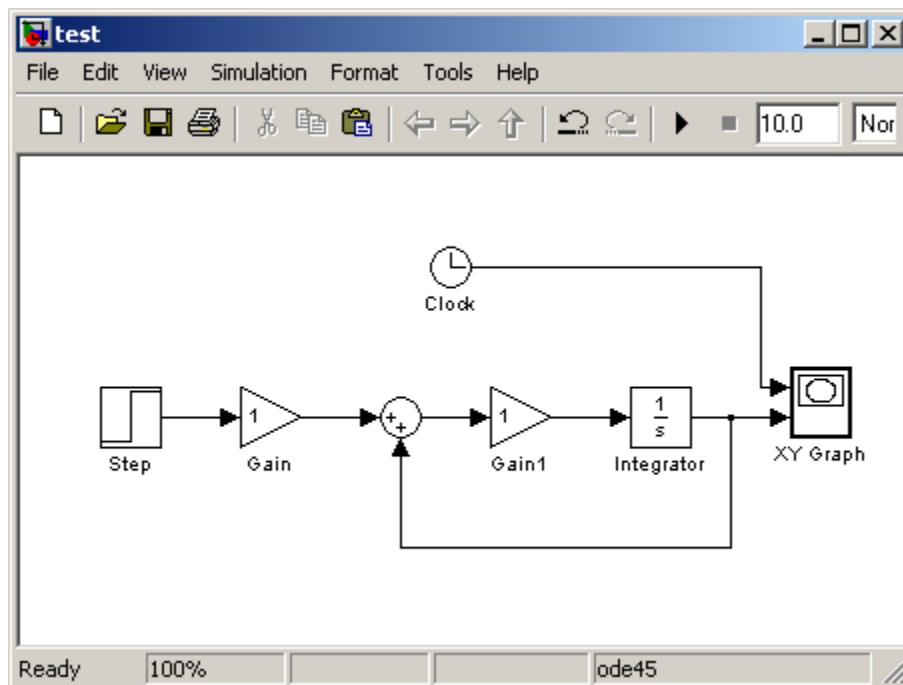 test
File Edit View Simulation Format Tools Help
10.0 Nor
Clock
1
+
+
1
1
s
Step
Gain
Gain1
Integrator
XY Graph
Ready 100% ode45